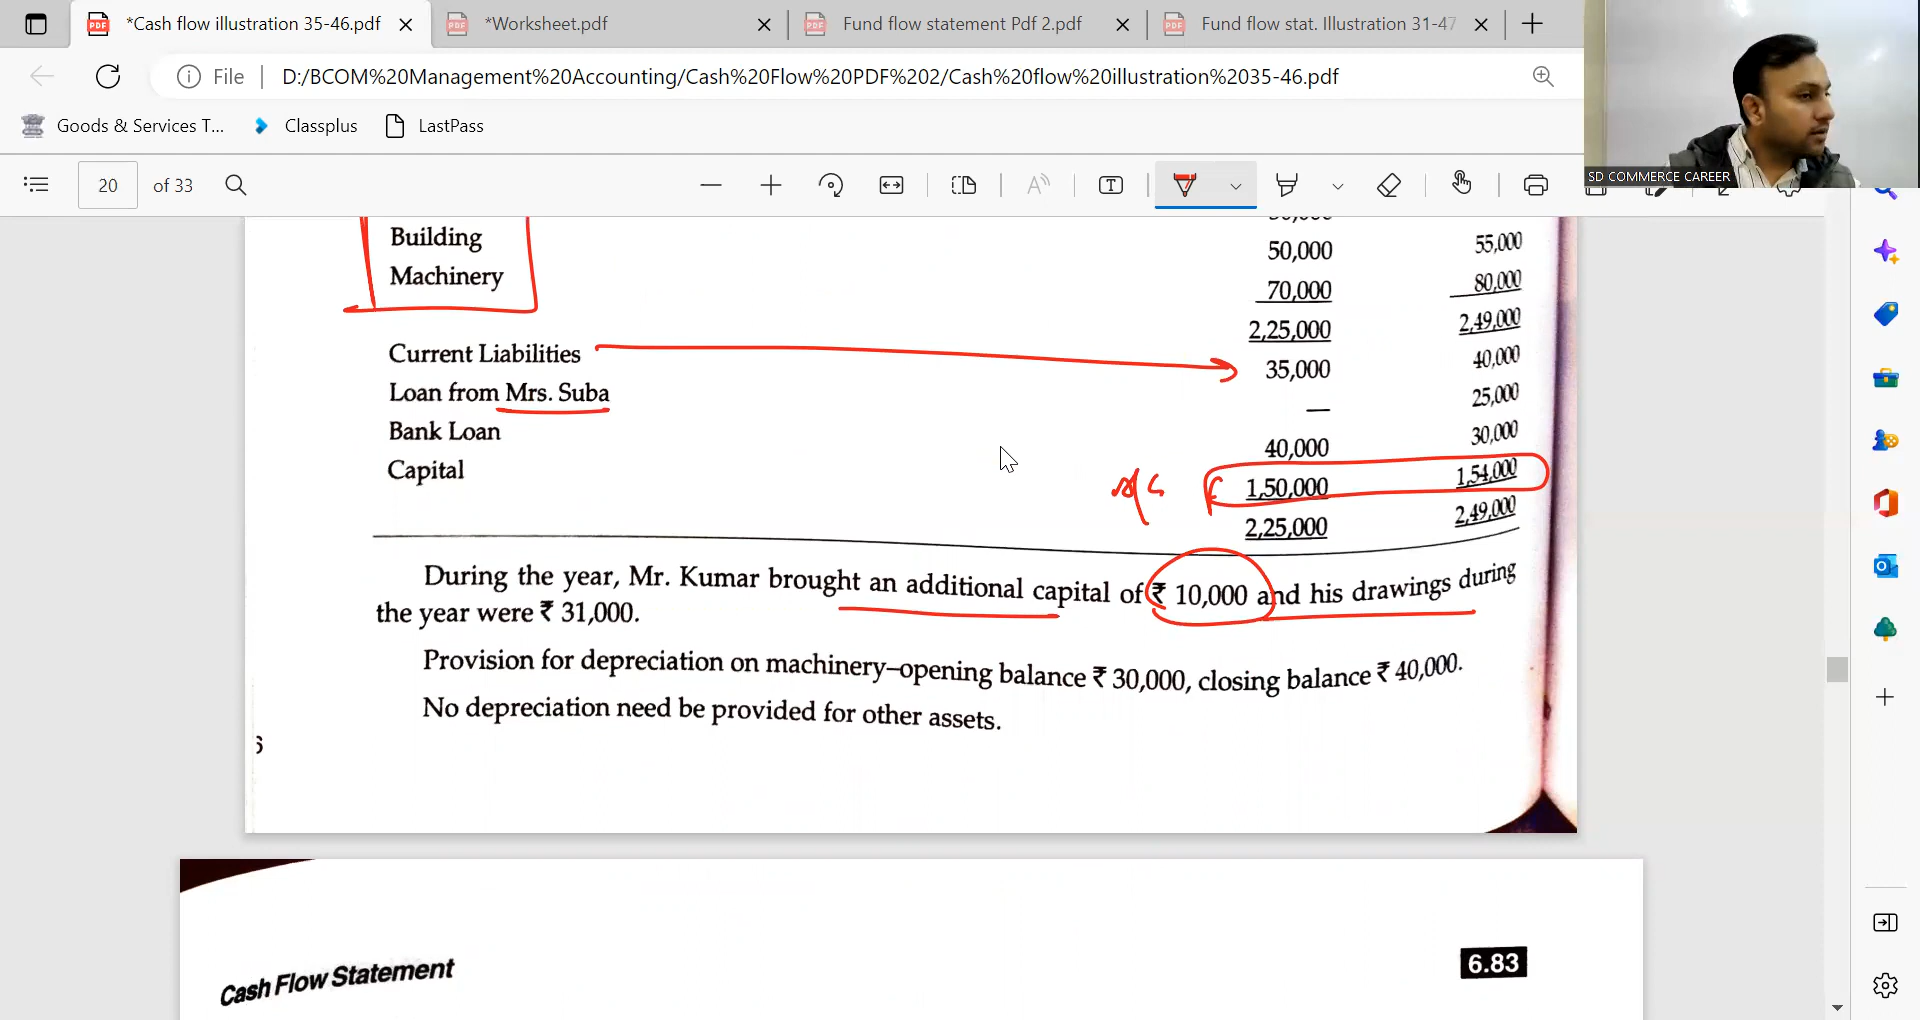 *Cash flow illustration 35-46.pdf
*Worksheet.pdf
Fund flow statement Pdf 2.pdf
Fund flow stat. Illustration 31-47
File
D:/BCOM%20Management%20Accounting/Cash%20Flow%20PDF%202/Cash%20flow%20illustration%2035-46.pdf
Goods & Services T...
Classplus
LastPass
20 of 33
SD COMMERCE CAREER
Building 50,000 55,000
Machinery 70,000 80,000
2,25,000 2,49,000
Current Liabilities 35,000 40,000
Loan from Mrs. Suba — 25,000
Bank Loan 40,000 30,000
Capital 1,50,000 1,54,000
2,25,000 2,49,000
During the year, Mr. Kumar brought an additional capital of ₹ 10,000 and his drawings during
the year were ₹ 31,000.
Provision for depreciation on machinery–opening balance ₹ 30,000, closing balance ₹ 40,000.
No depreciation need be provided for other assets.
Cash Flow Statement
6.83